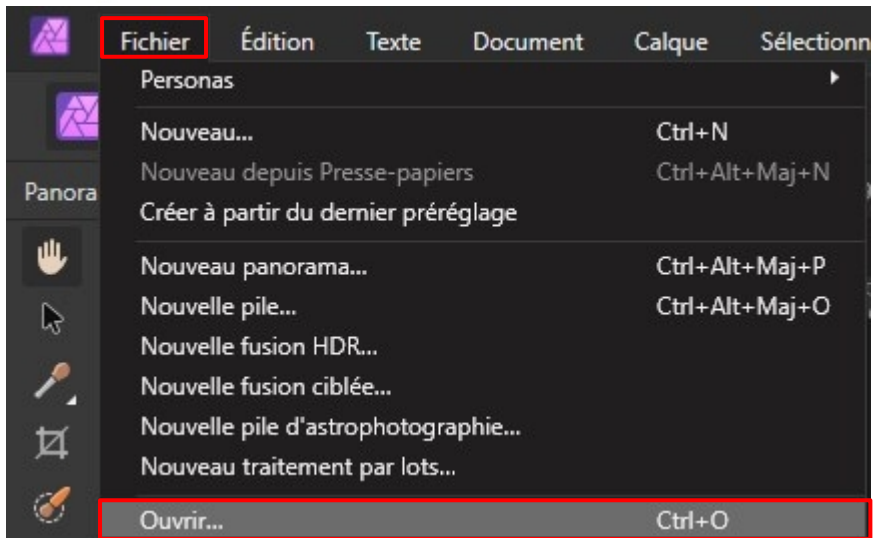 Fichier Édition Texte Document Calque Sélectionn
Personas
Nouveau... Ctrl+N
Nouveau depuis Presse-papiers Ctrl+Alt+Maj+N
Panora
Créer à partir du dernier préréglage
Nouveau panorama... Ctrl+Alt+Maj+P
Nouvelle pile... Ctrl+Alt+Maj+O
Nouvelle fusion HDR...
Nouvelle fusion ciblée...
Nouvelle pile d'astrophotographie...
Nouveau traitement par lots...
Ouvrir... Ctrl+O